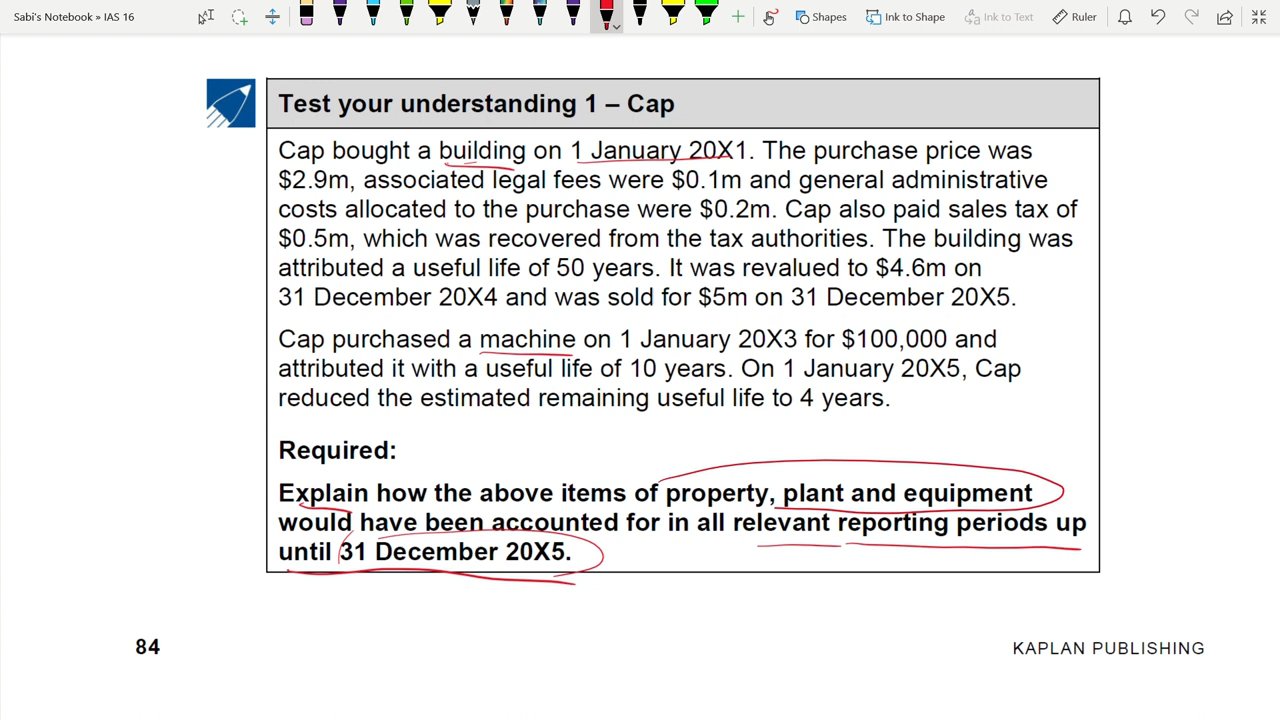 Sabi's Notebook » IAS 16
Shapes
Ink to Shape
Ink to Text
Ruler
Test your understanding 1 – Cap
Cap bought a building on 1 January 20X1. The purchase price was
$2.9m, associated legal fees were $0.1m and general administrative
costs allocated to the purchase were $0.2m. Cap also paid sales tax of
$0.5m, which was recovered from the tax authorities. The building was
attributed a useful life of 50 years. It was revalued to $4.6m on
31 December 20X4 and was sold for $5m on 31 December 20X5.
Cap purchased a machine on 1 January 20X3 for $100,000 and
attributed it with a useful life of 10 years. On 1 January 20X5, Cap
reduced the estimated remaining useful life to 4 years.
Required:
Explain how the above items of property, plant and equipment
would have been accounted for in all relevant reporting periods up
until 31 December 20X5.
84
KAPLAN PUBLISHING